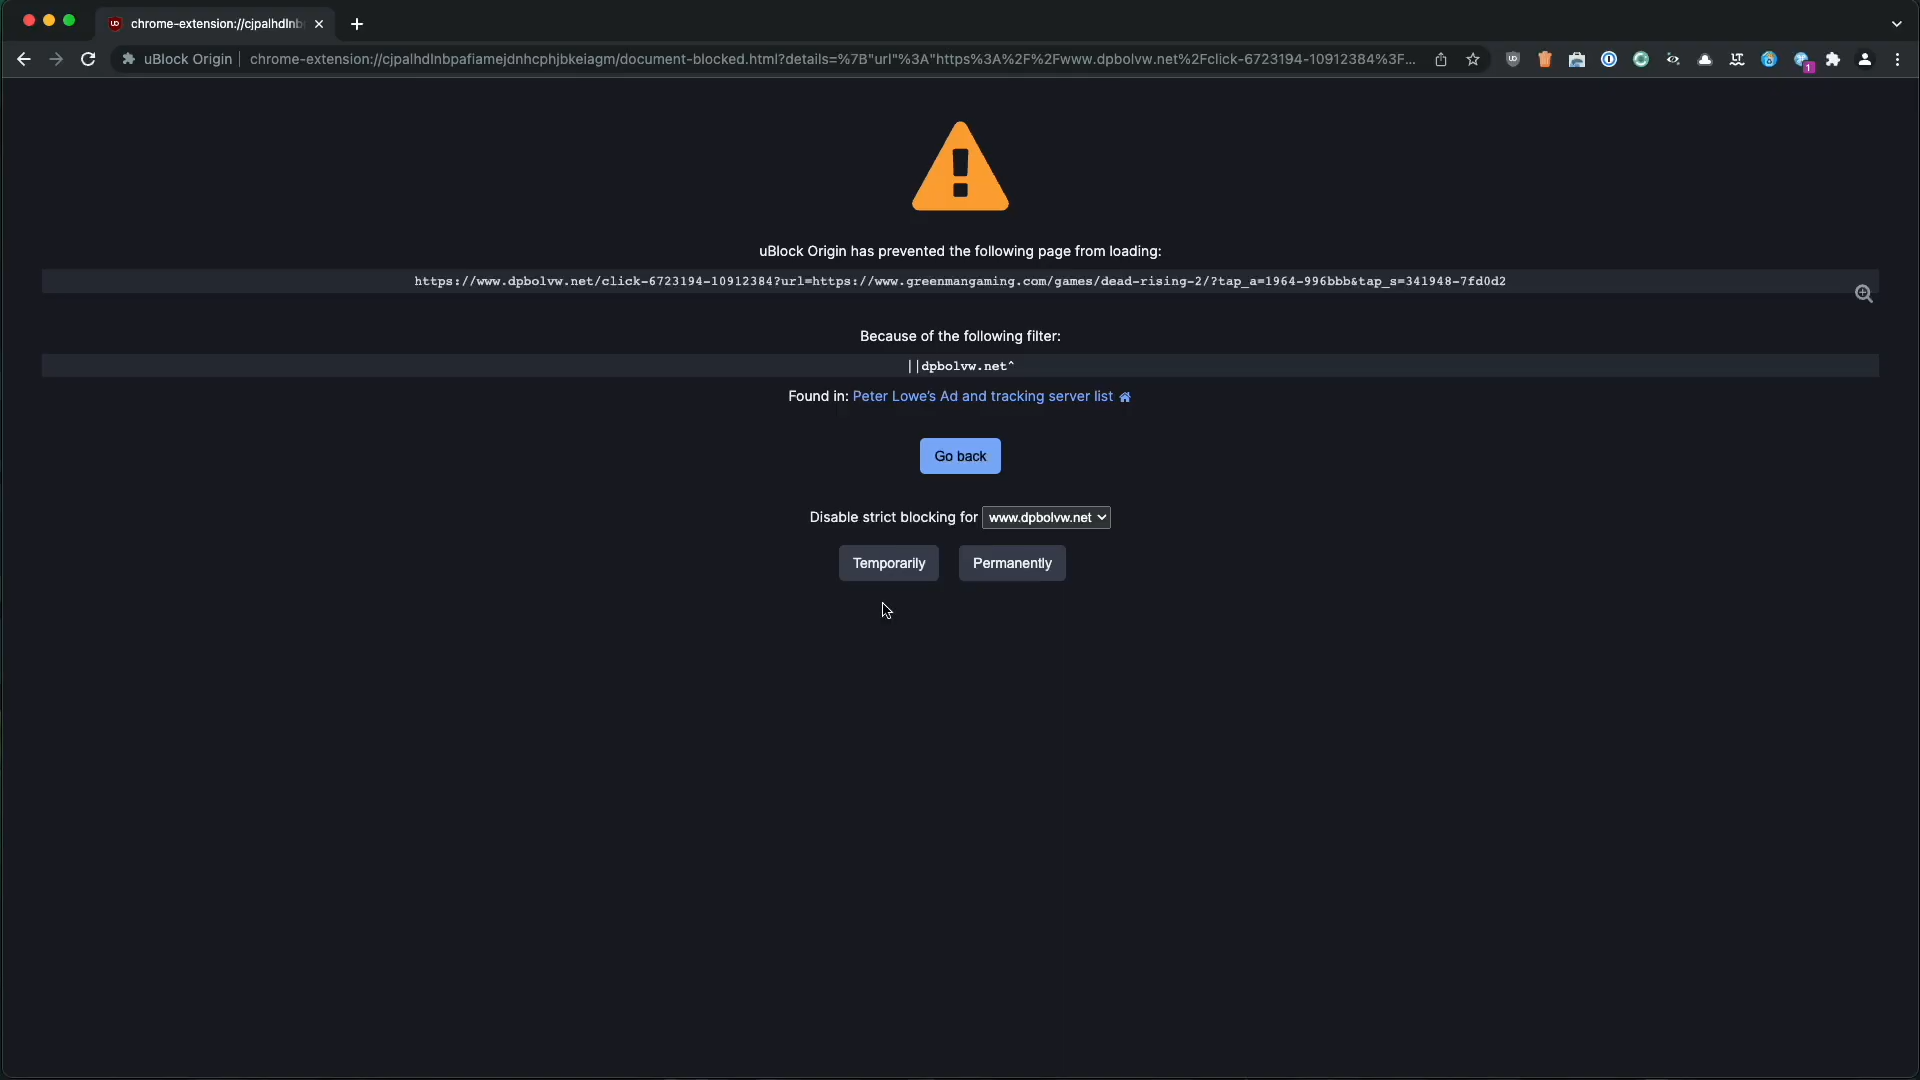 chrome-extension://cjpalhdlnb
uBlock Origin
chrome-extension://cjpalhdlnbpafiamejdnhcphjbkeiagm/document-blocked.html?details=%7B"url"%3A"https%3A%2F%2Fwww.dpbolvw.net%2Fclick-6723194-10912384%3F...
1
uBlock Origin has prevented the following page from loading:
https://www.dpbolvw.net/click-6723194-10912384?url=https://www.greenmangaming.com/games/dead-rising-2/?tap_a=1964-996bbb&tap_s=341948-7fd0d2
Because of the following filter:
||dpbolvw.net^
Found in: Peter Lowe’s Ad and tracking server list
Go back
Disable strict blocking for www.dpbolvw.net
Temporarily Permanently